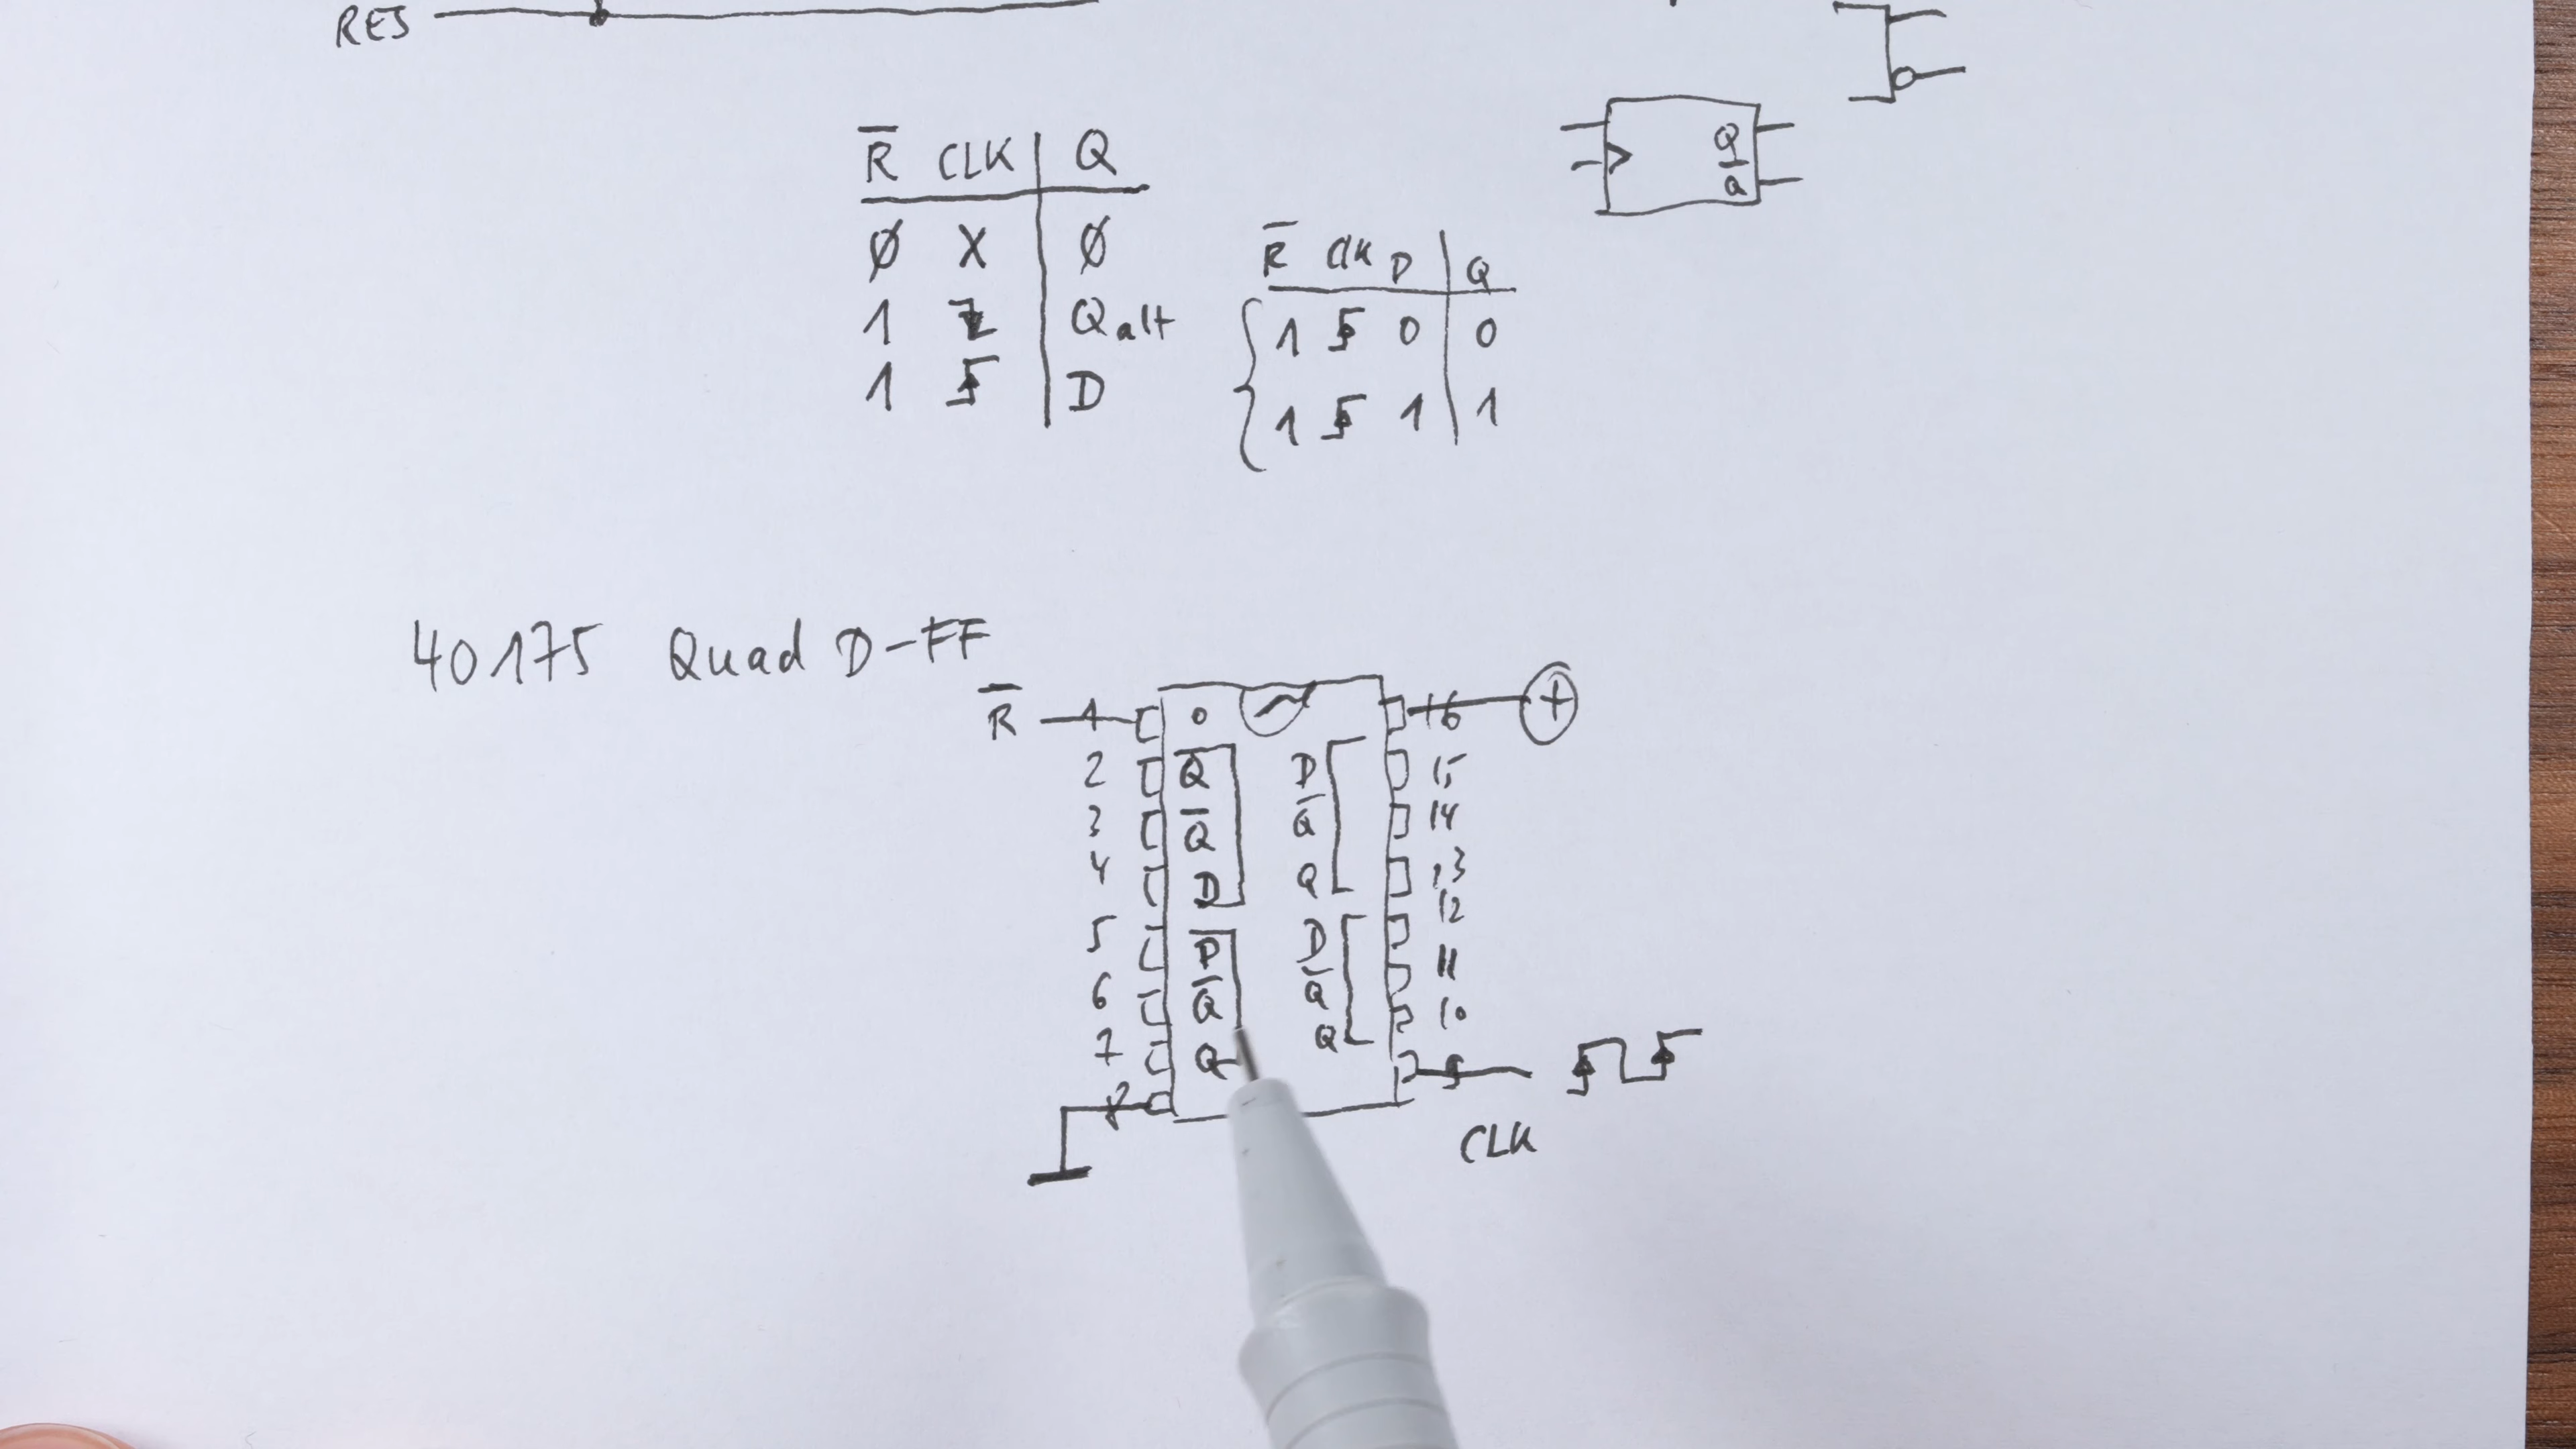 RES
Q
Q̅
R̅ CLK Q
Ø X Ø
1 Q alt
1 D
R̅ Clk D Q
1 0 0
1 1 1
40175 Quad D-FF
R̅ 1 16 +
2 Q D 15
3 Q̅ Q̅ 14
4 D Q 13
5 D D 12
6 Q̅ Q̅ 11
7 Q Q 10
8 9
CLK